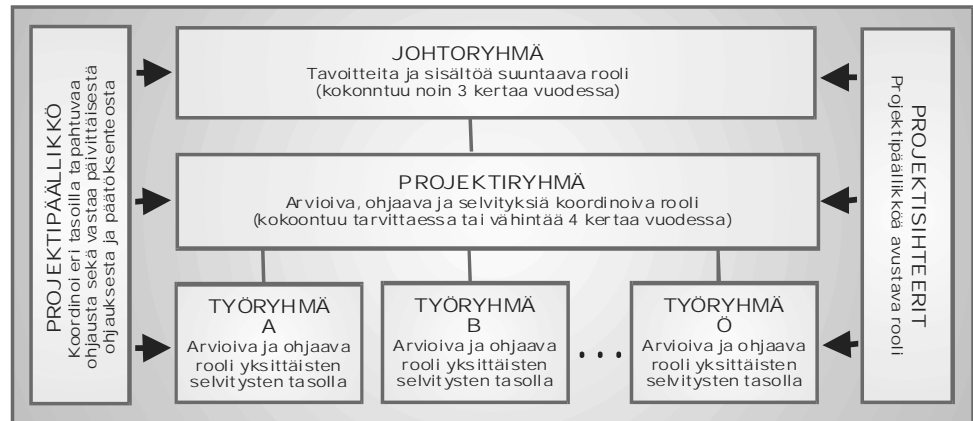 PROJEKTIPÄÄLLIKKÖ
Koordinoi eri tasoilla tapahtuvaa
ohjausta sekä vastaa päivittäisestä
ohjauksesta ja päätöksenteosta
JOHTORYHMÄ
Tavoitteita ja sisältöä suuntaava rooli
(kokonntuu noin 3 kertaa vuodessa)
PROJEKTIRYHMÄ
Arvioiva, ohjaava ja selvityksiä koordinoiva rooli
(kokoontuu tarvittaessa tai vähintää 4 kertaa vuodessa)
TYÖRYHMÄ
A
Arvioiva ja ohjaava
rooli yksittäisten
selvitysten tasolla
TYÖRYHMÄ
B
Arvioiva ja ohjaava
rooli yksittäisten
selvitysten tasolla
...
TYÖRYHMÄ
Ö
Arvioiva ja ohjaava
rooli yksittäisten
selvitysten tasolla
PROJEKTISIHTEERIT
Projektipäällikköä avustava rooli